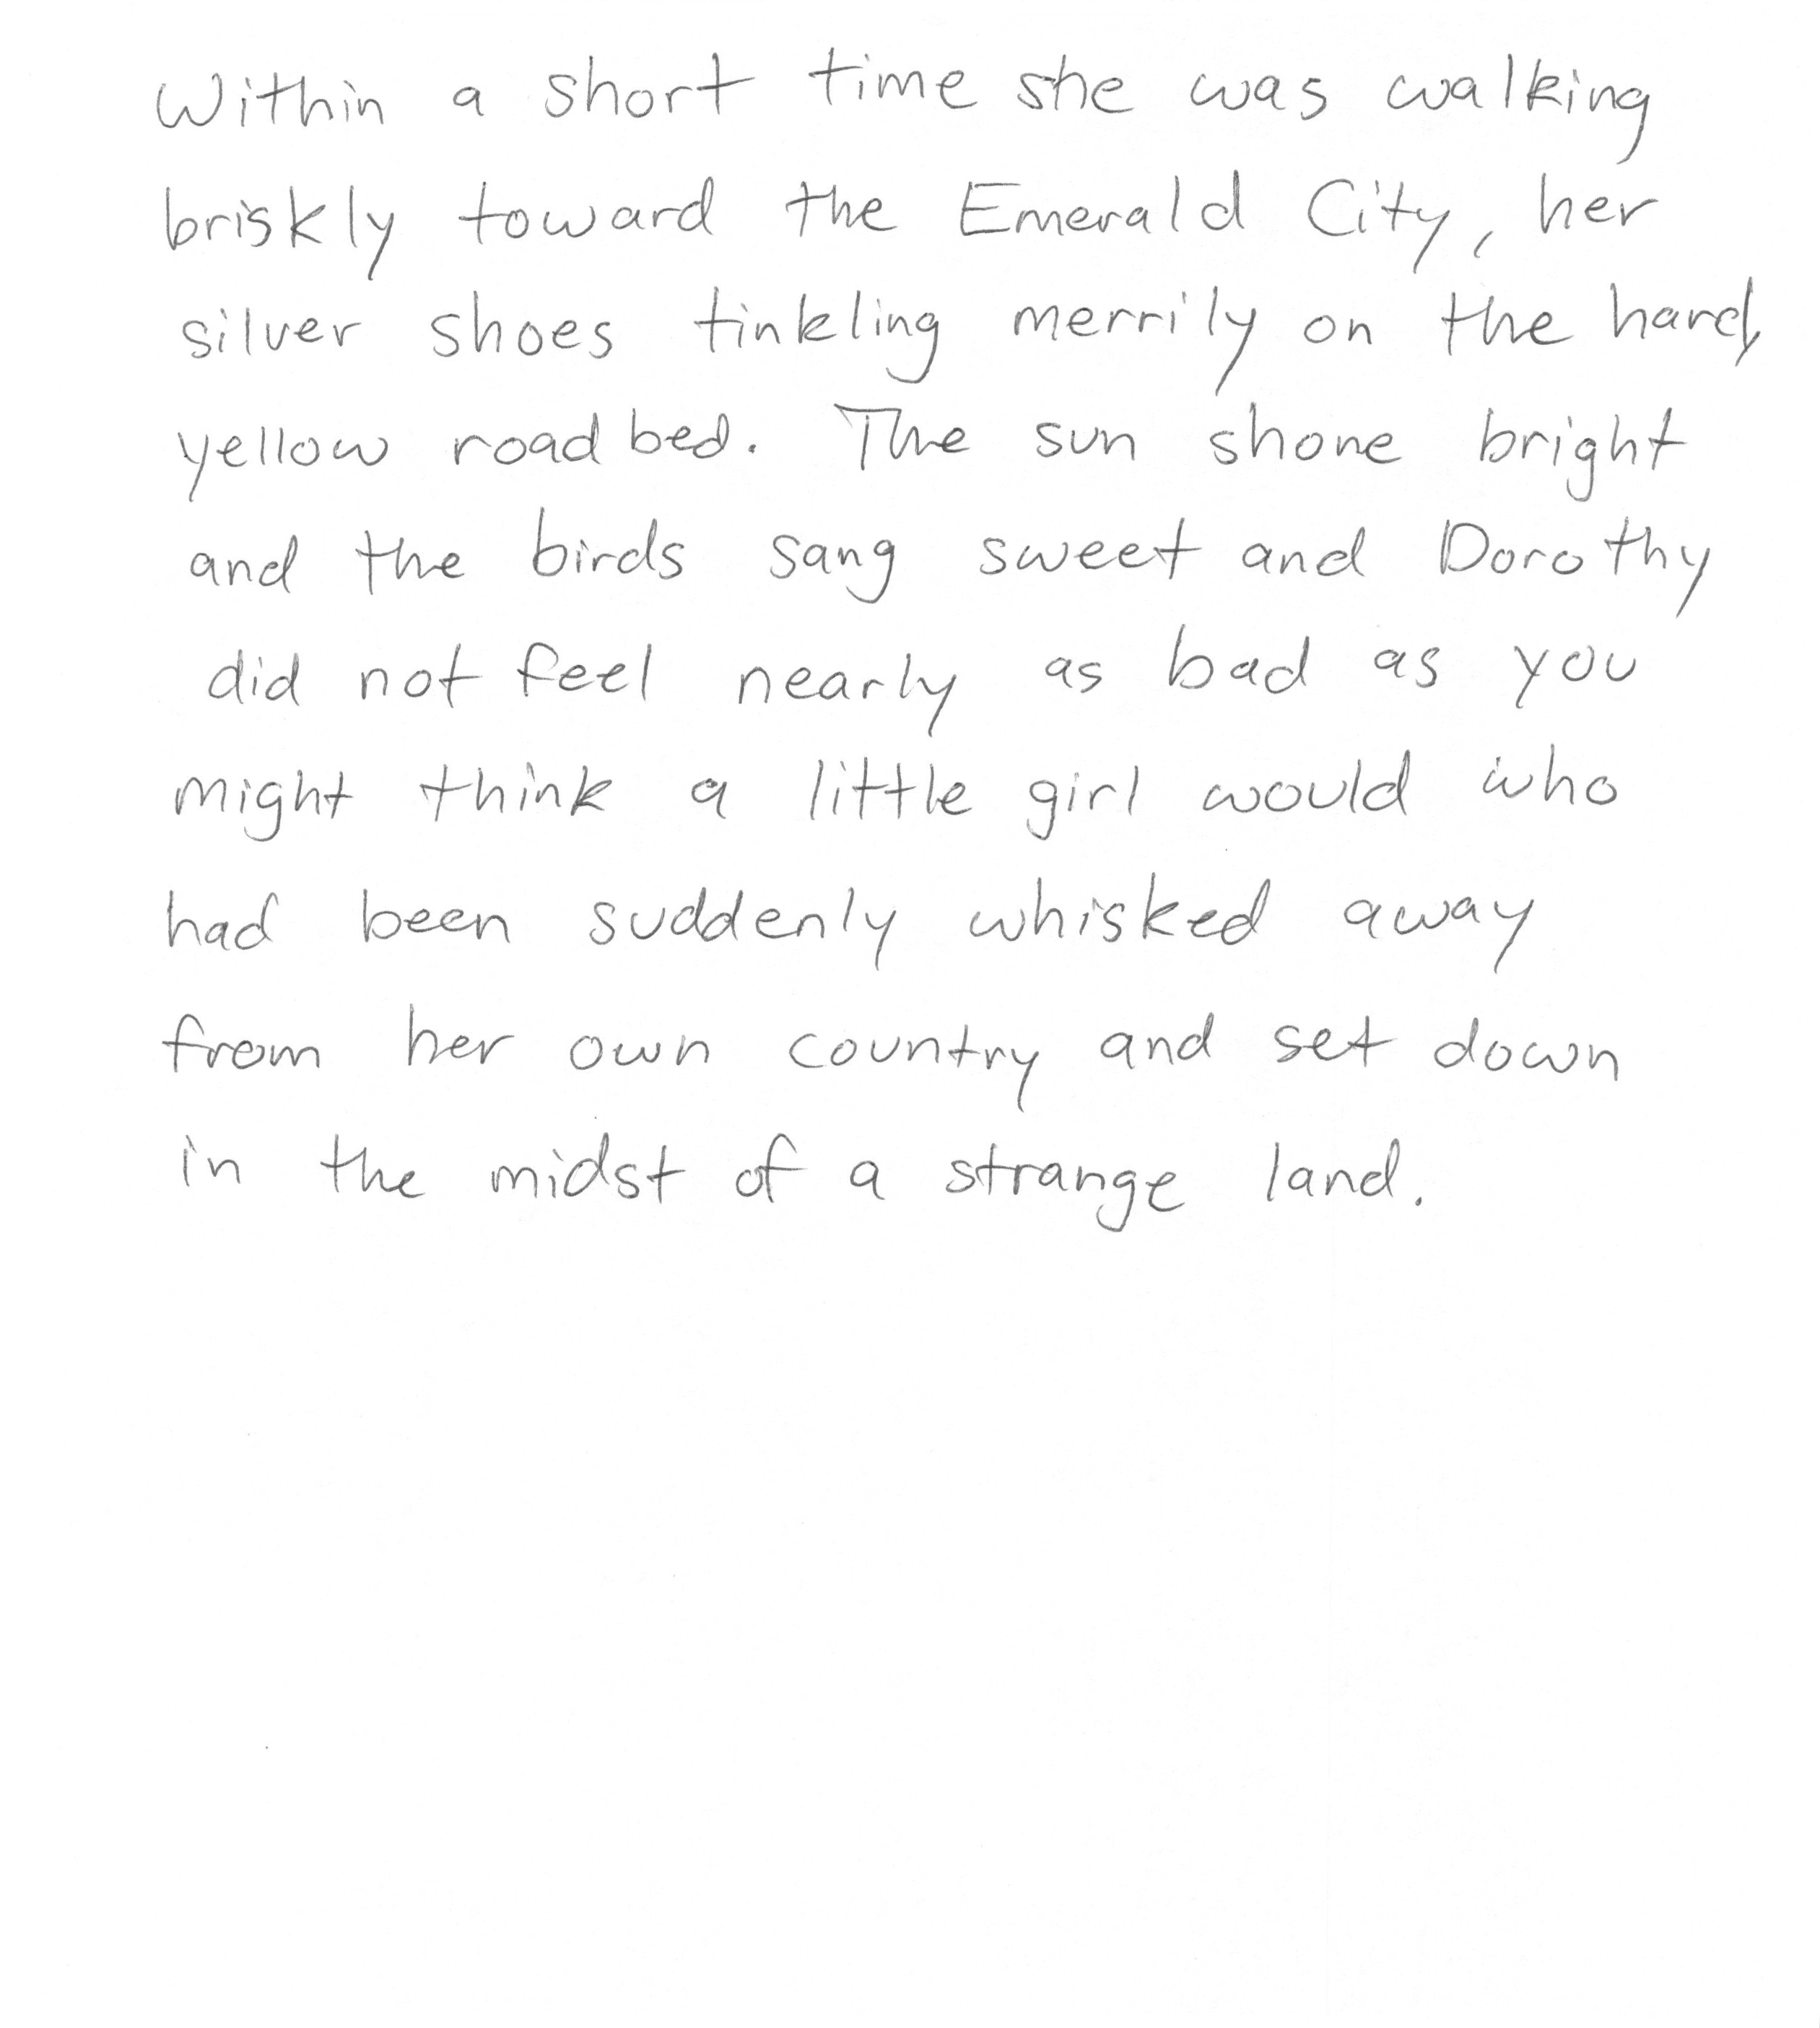 Within a short time she was walking
briskly toward the Emerald City, her
silver shoes tinkling merrily on the hard,
yellow roadbed. The sun shone bright
and the birds sang sweet and Dorothy
did not feel nearly as bad as you
might think a little girl would who
had been suddenly whisked away
from her own country and set down
in the midst of a strange land.